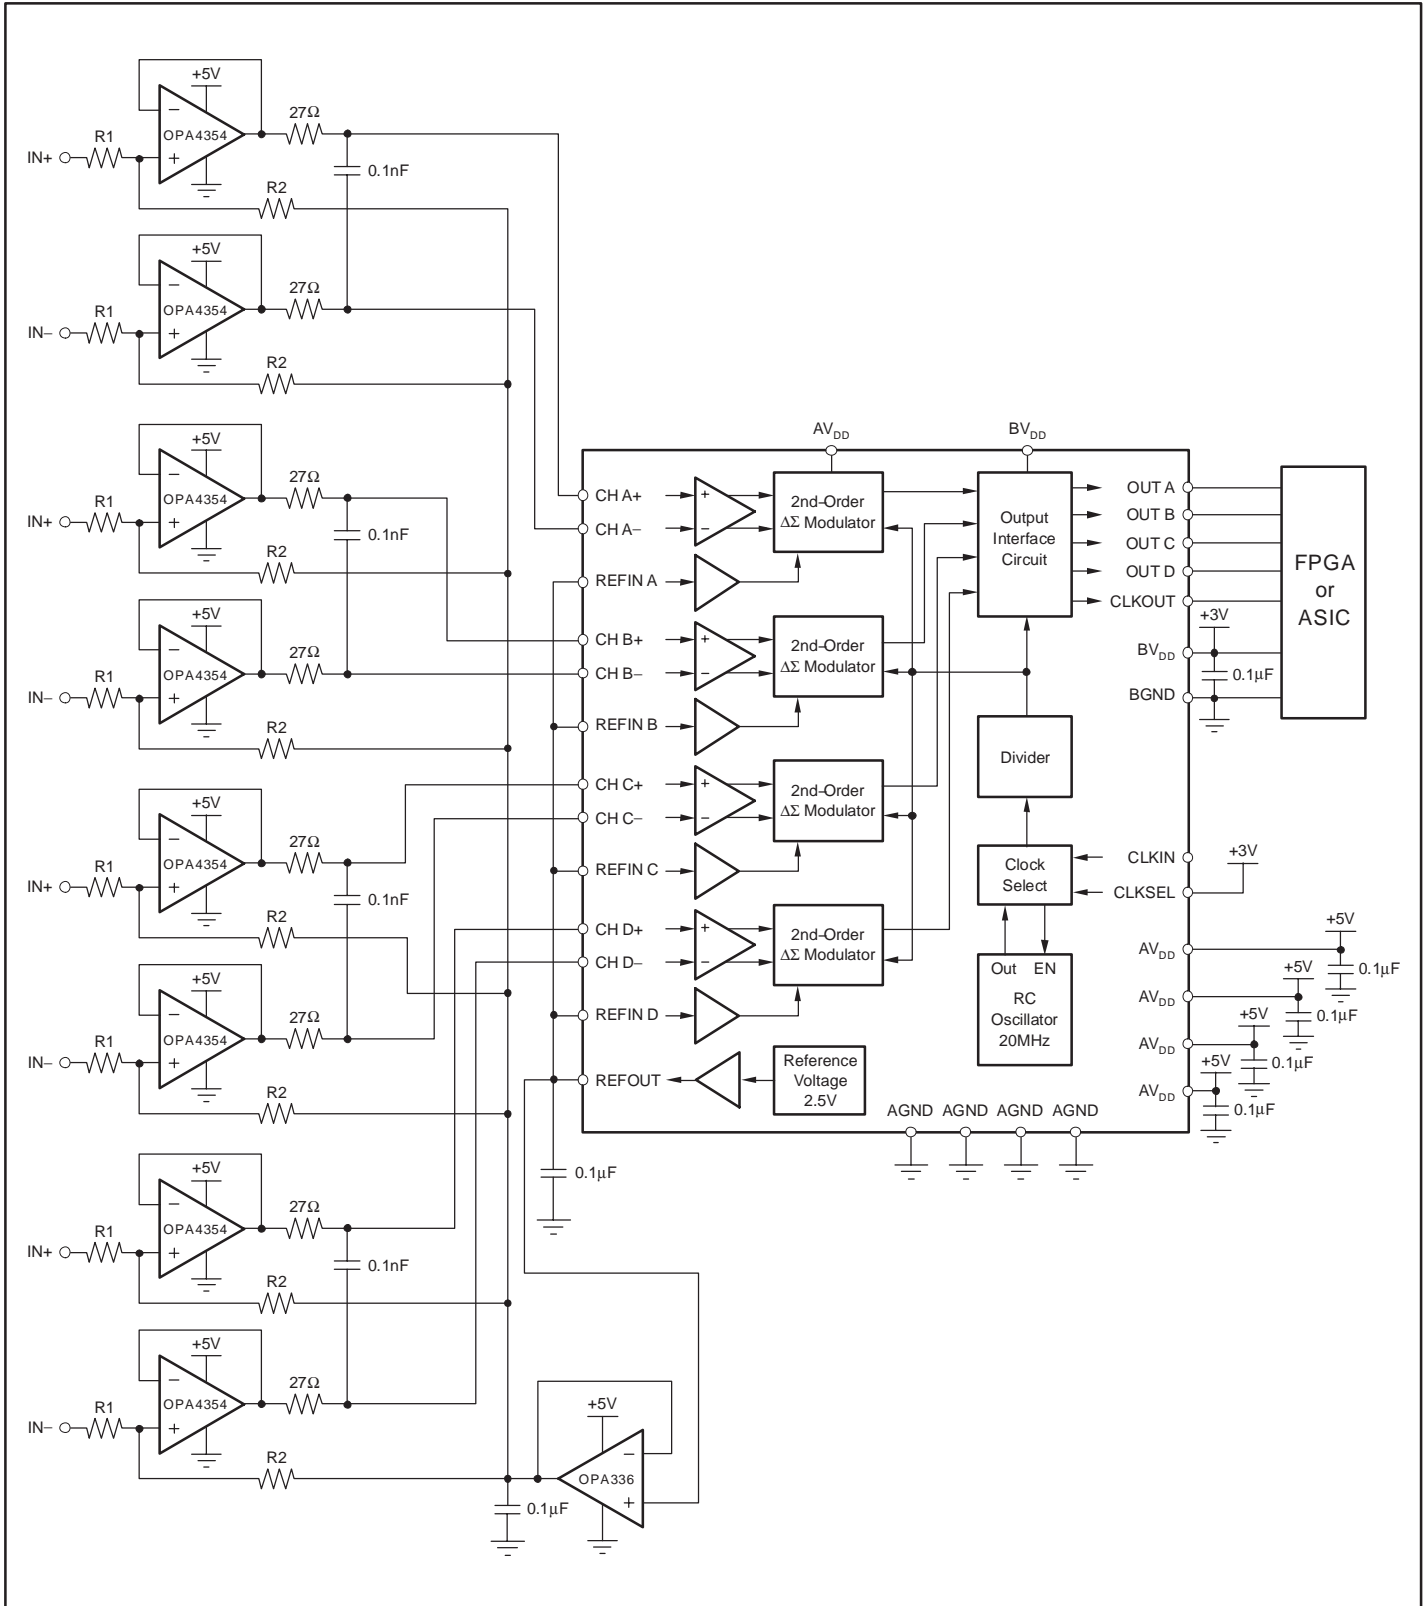 +5V
27Ω
R1
OPA4354
IN+
0.1nF
R2
+5V
27Ω
R1
OPA4354
IN–
R2
+5V
27Ω
R1
OPA4354
IN+
0.1nF
R2
+5V
27Ω
R1
OPA4354
IN–
R2
+5V
27Ω
R1
OPA4354
IN+
0.1nF
R2
+5V
27Ω
R1
OPA4354
IN–
R2
+5V
27Ω
R1
OPA4354
IN+
0.1nF
R2
+5V
27Ω
R1
OPA4354
IN–
R2
0.1µF
+5V
OPA336
0.1µF
AVDD
BVDD
CH A+
CH A–
REFIN A
CH B+
CH B–
REFIN B
CH C+
CH C–
REFIN C
CH D+
CH D–
REFIN D
REFOUT
2nd-Order
ΔΣ Modulator
2nd-Order
ΔΣ Modulator
2nd-Order
ΔΣ Modulator
2nd-Order
ΔΣ Modulator
Reference
Voltage
2.5V
Output
Interface
Circuit
Divider
Clock
Select
Out EN
RC
Oscillator
20MHz
OUT A
OUT B
OUT C
OUT D
CLKOUT
BVDD
BGND
CLKIN
CLKSEL
AVDD
AVDD
AVDD
AVDD
AGND AGND AGND AGND
FPGA
or
ASIC
+3V
0.1µF
+3V
+5V
0.1µF
+5V
0.1µF
+5V
0.1µF
+5V
0.1µF